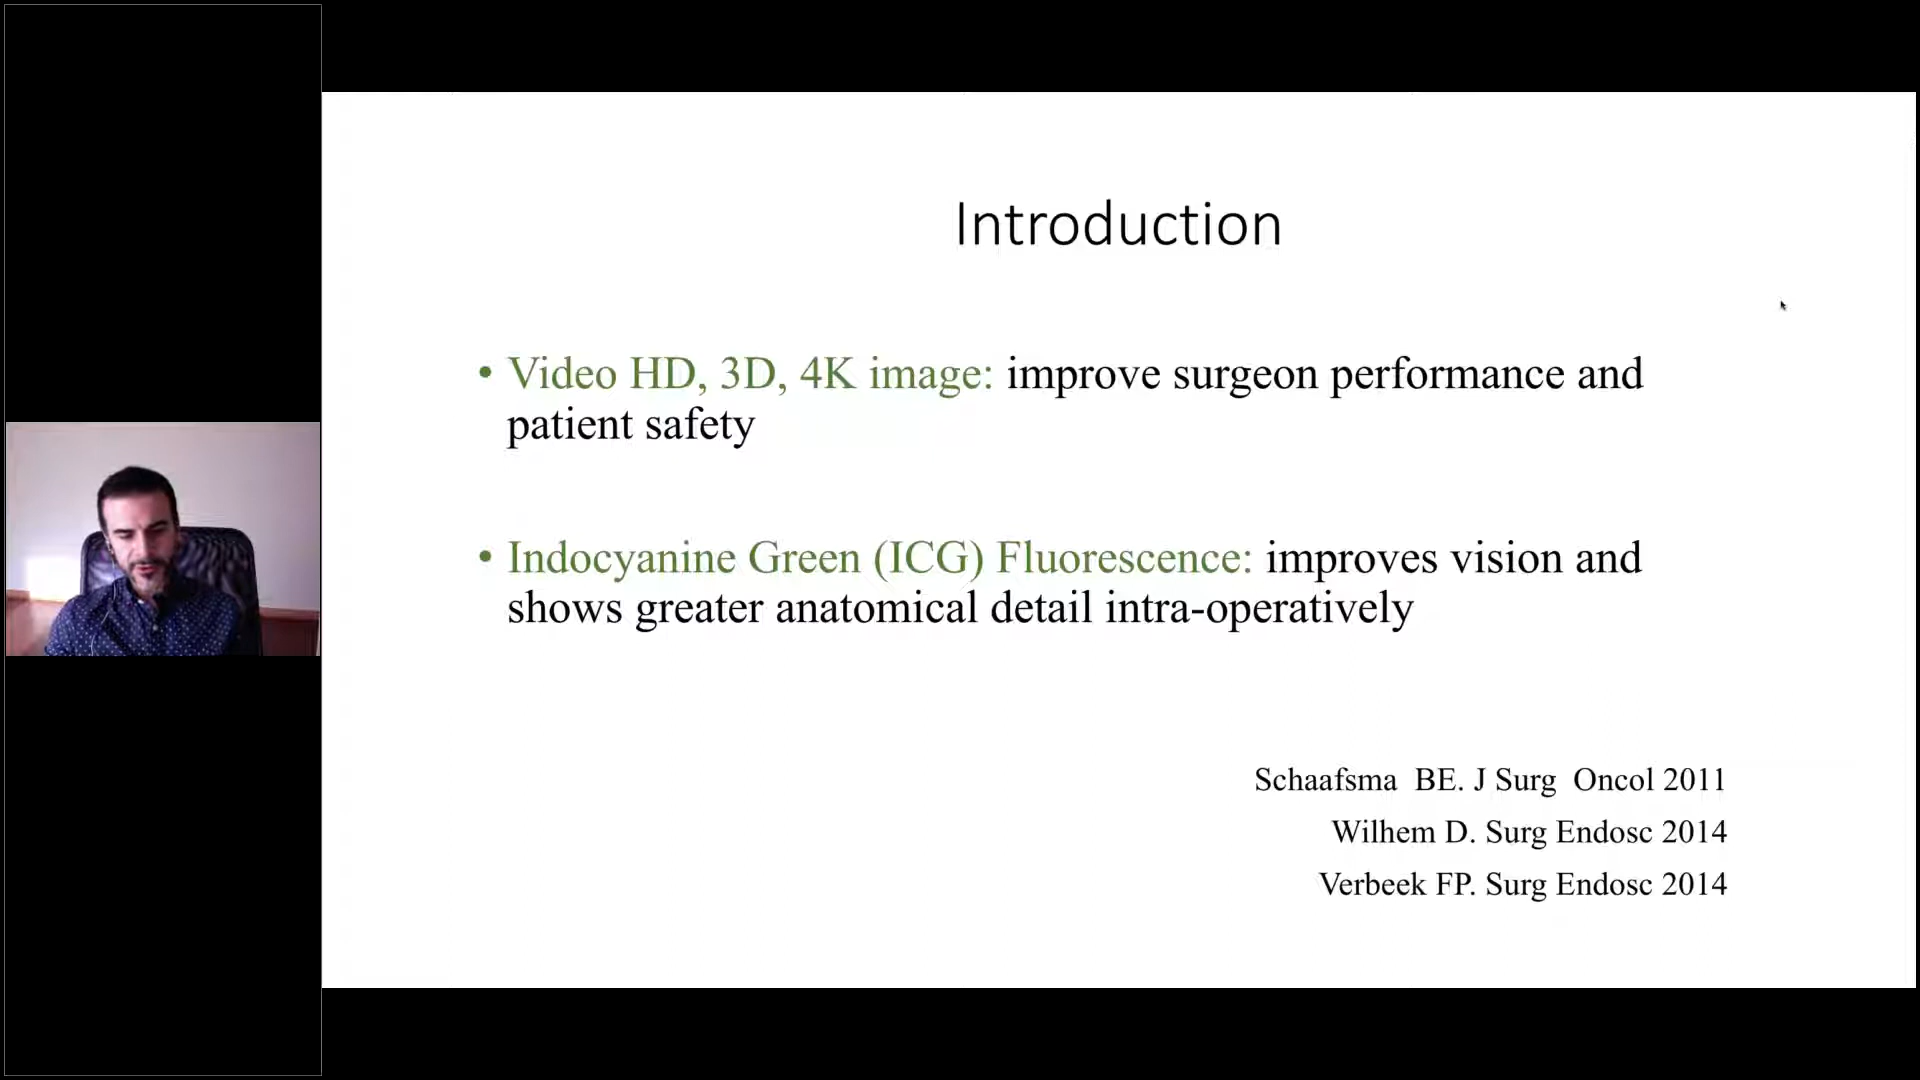 Introduction
• Video HD, 3D, 4K image: improve surgeon performance and
patient safety
• Indocyanine Green (ICG) Fluorescence: improves vision and
shows greater anatomical detail intra-operatively
Schaafsma BE. J Surg Oncol 2011
Wilhem D. Surg Endosc 2014
Verbeek FP. Surg Endosc 2014